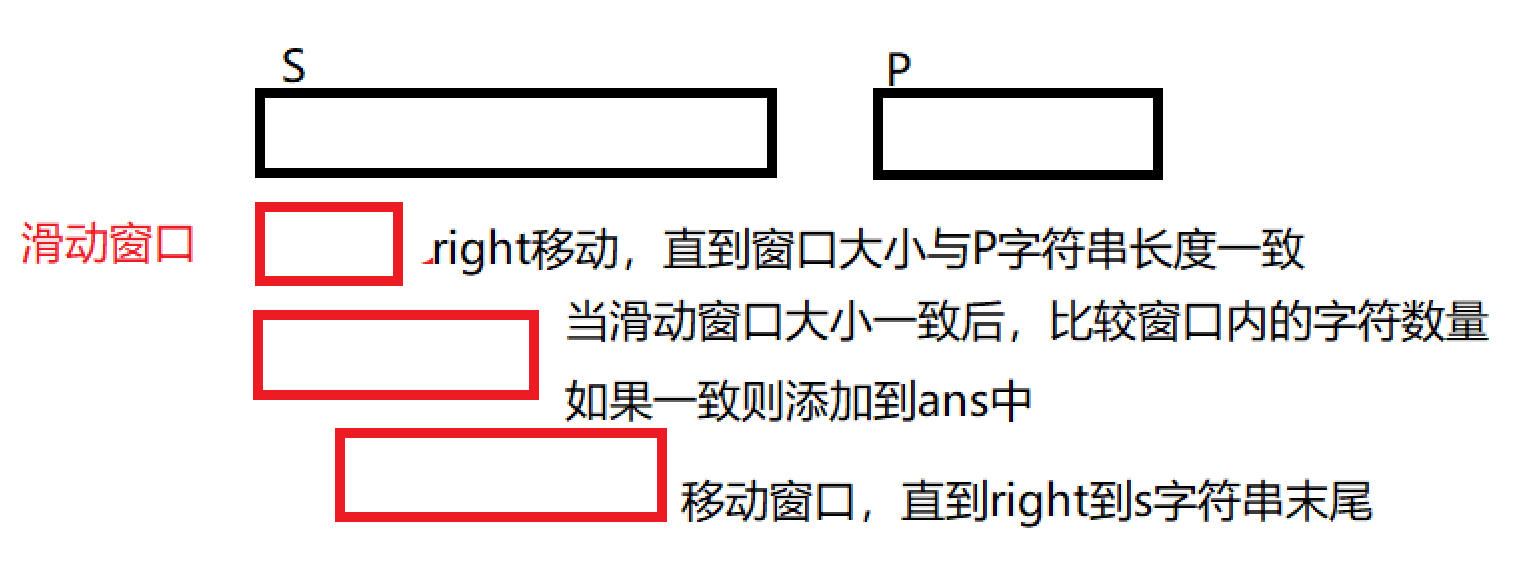 S
P
滑动窗口
right移动，直到窗口大小与P字符串长度一致
当滑动窗口大小一致后，比较窗口内的字符数量
如果一致则添加到ans中
移动窗口，直到right到s字符串末尾